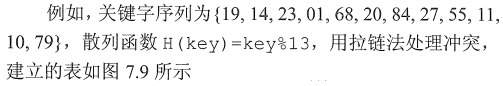 例如，关键字序列为{19, 14, 23, 01, 68, 20, 84, 27, 55, 11,
10, 79}，散列函数 H(key)=key%13，用拉链法处理冲突，
建立的表如图 7.9 所示